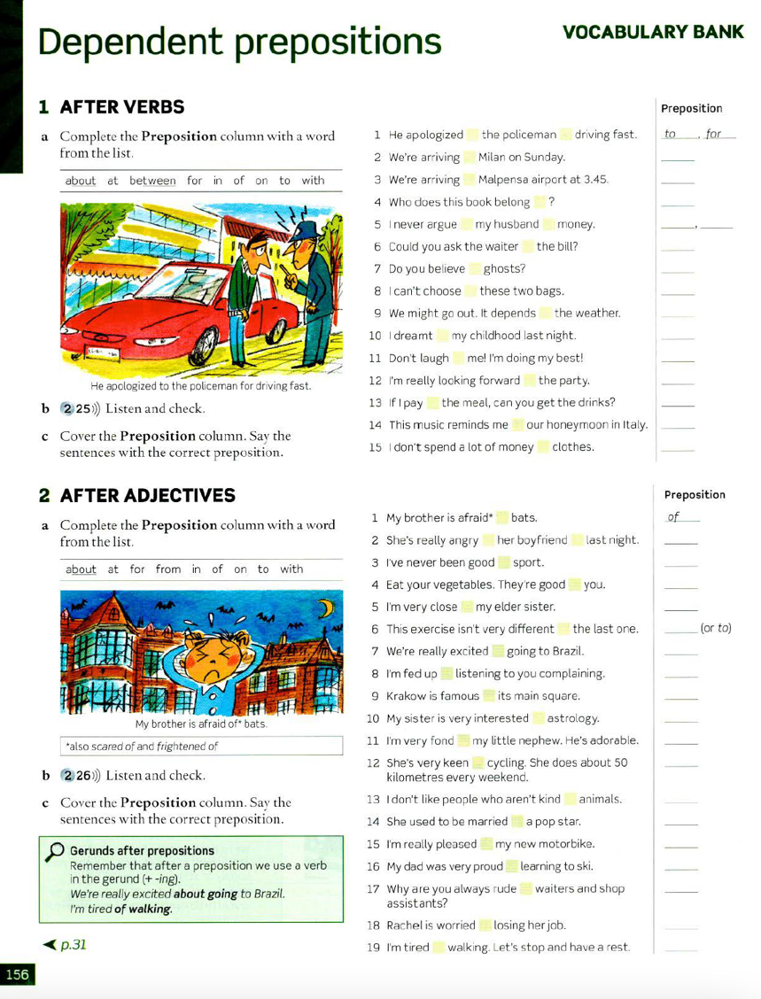 Dependent prepositions
VOCABULARY BANK
1 AFTER VERBS
a Complete the Preposition column with a word
from the list.
about at between for in of on to with
He apologized to the policeman for driving fast.
b 2 25))) Listen and check.
c Cover the Preposition column. Say the
sentences with the correct preposition.
Preposition
1 He apologized the policeman driving fast. to , for
2 We're arriving Milan on Sunday.
3 We're arriving Malpensa airport at 3.45.
4 Who does this book belong ?
5 I never argue my husband money. ,
6 Could you ask the waiter the bill?
7 Do you believe ghosts?
8 I can't choose these two bags.
9 We might go out. It depends the weather.
10 I dreamt my childhood last night.
11 Don't laugh me! I'm doing my best!
12 I'm really looking forward the party.
13 If I pay the meal, can you get the drinks?
14 This music reminds me our honeymoon in Italy.
15 I don't spend a lot of money clothes.
2 AFTER ADJECTIVES
a Complete the Preposition column with a word
from the list.
about at for from in of on to with
My brother is afraid of* bats.
*also scared of and frightened of
b 2 26))) Listen and check.
c Cover the Preposition column. Say the
sentences with the correct preposition.
Gerunds after prepositions
Remember that after a preposition we use a verb
in the gerund (+ -ing).
We're really excited about going to Brazil.
I'm tired of walking.
p.31
Preposition
1 My brother is afraid* bats. of
2 She's really angry her boyfriend last night.
3 I've never been good sport.
4 Eat your vegetables. They're good you.
5 I'm very close my elder sister.
6 This exercise isn't very different the last one. (or to)
7 We're really excited going to Brazil.
8 I'm fed up listening to you complaining.
9 Krakow is famous its main square.
10 My sister is very interested astrology.
11 I'm very fond my little nephew. He's adorable.
12 She's very keen cycling. She does about 50
kilometres every weekend.
13 I don't like people who aren't kind animals.
14 She used to be married a pop star.
15 I'm really pleased my new motorbike.
16 My dad was very proud learning to ski.
17 Why are you always rude waiters and shop
assistants?
18 Rachel is worried losing her job.
19 I'm tired walking. Let's stop and have a rest.
156